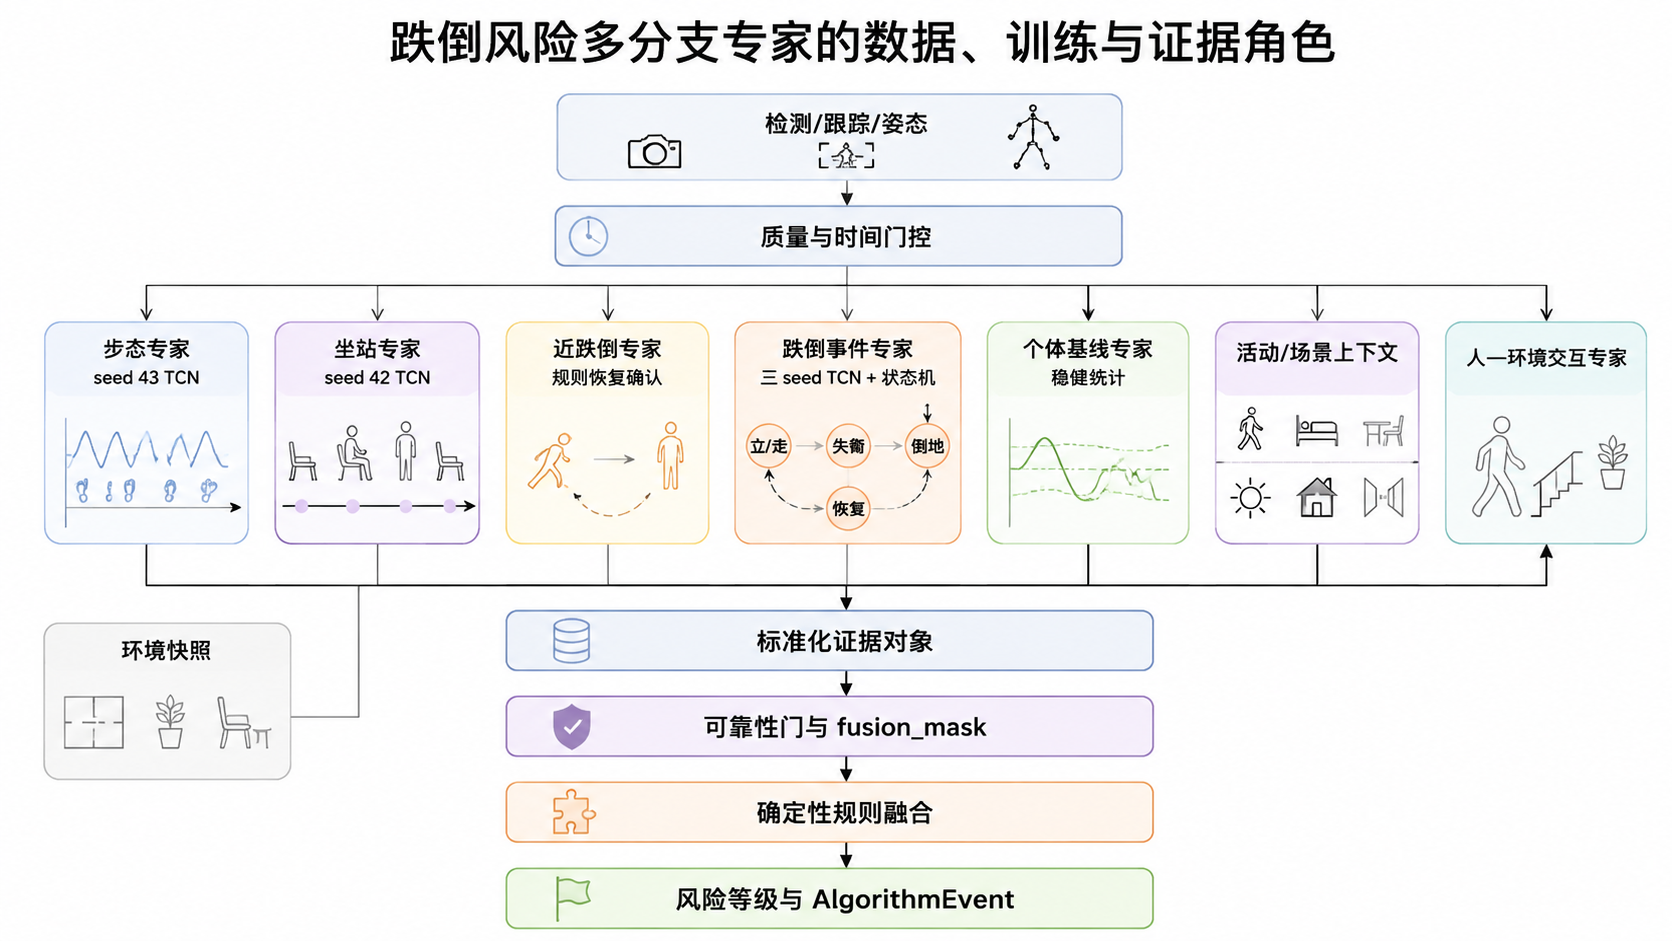 跌倒风险多分支专家的数据、训练与证据角色
检测/跟踪/姿态
质量与时间门控
步态专家
seed 43 TCN
坐站专家
seed 42 TCN
近跌倒专家
规则恢复确认
跌倒事件专家
三 seed TCN + 状态机
立/走
失衡
倒地
恢复
个体基线专家
稳健统计
活动/场景上下文
人—环境交互专家
环境快照
标准化证据对象
可靠性门与 fusion_mask
确定性规则融合
风险等级与 AlgorithmEvent